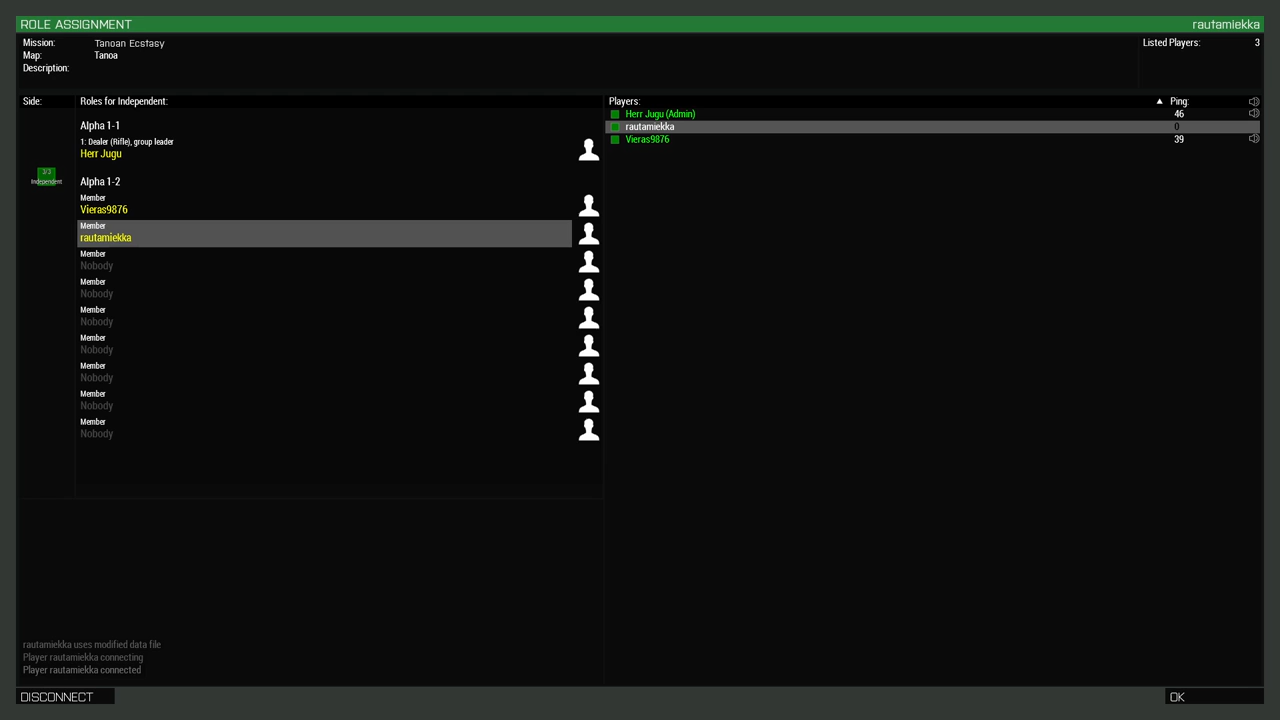 ROLE ASSIGNMENT rautamiekka
Mission: Tanoan Ecstasy Listed Players: 3
Map: Tanoa
Description:
Side: Roles for Independent: Players: Ping:
Herr Jugu (Admin) 46
Alpha 1-1 rautamiekka 0
1: Dealer (Rifle), group leader Vieras9876 39
Herr Jugu
3/3
Independent
Alpha 1-2
Member
Vieras9876
Member
rautamiekka
Member
Nobody
Member
Nobody
Member
Nobody
Member
Nobody
Member
Nobody
Member
Nobody
Member
Nobody
rautamiekka uses modified data file
Player rautamiekka connecting
Player rautamiekka connected
DISCONNECT OK